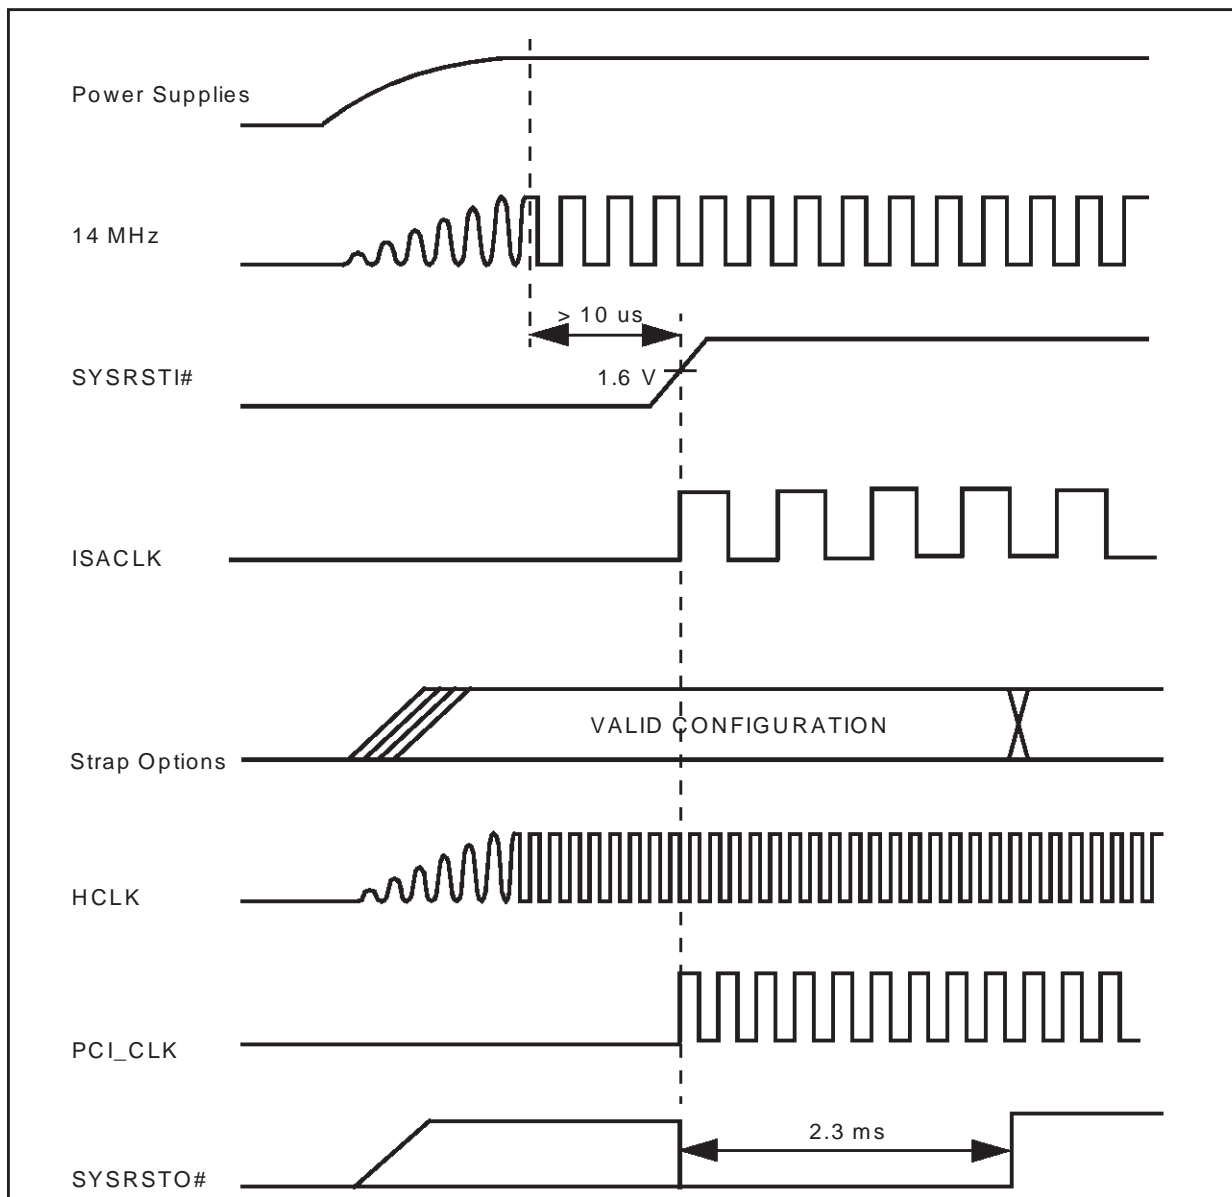 Power Supplies
14 MHz
> 10 us
SYSRSTI#
1.6 V
ISACLK
VALID CONFIGURATION
Strap Options
HCLK
PCI_CLK
2.3 ms
SYSRSTO#